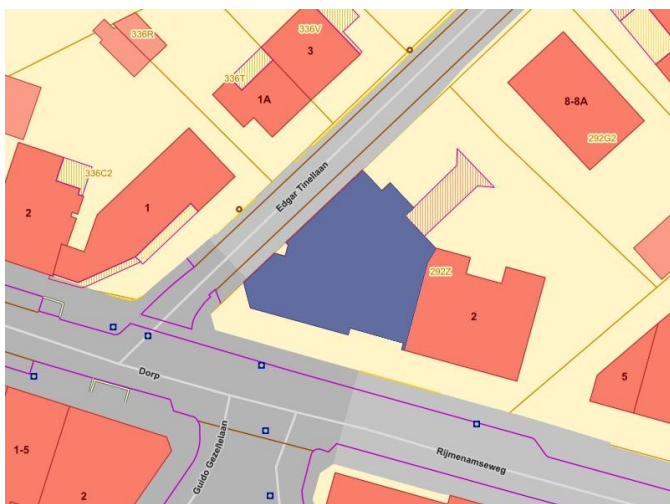 336R
336V
3
336T
1A
8-8A
292G2
336C2
2
1
Edgar Tinellaan
292Z
2
5
Dorp
Guido Gezellelaan
Rijmenamseweg
1-5
2